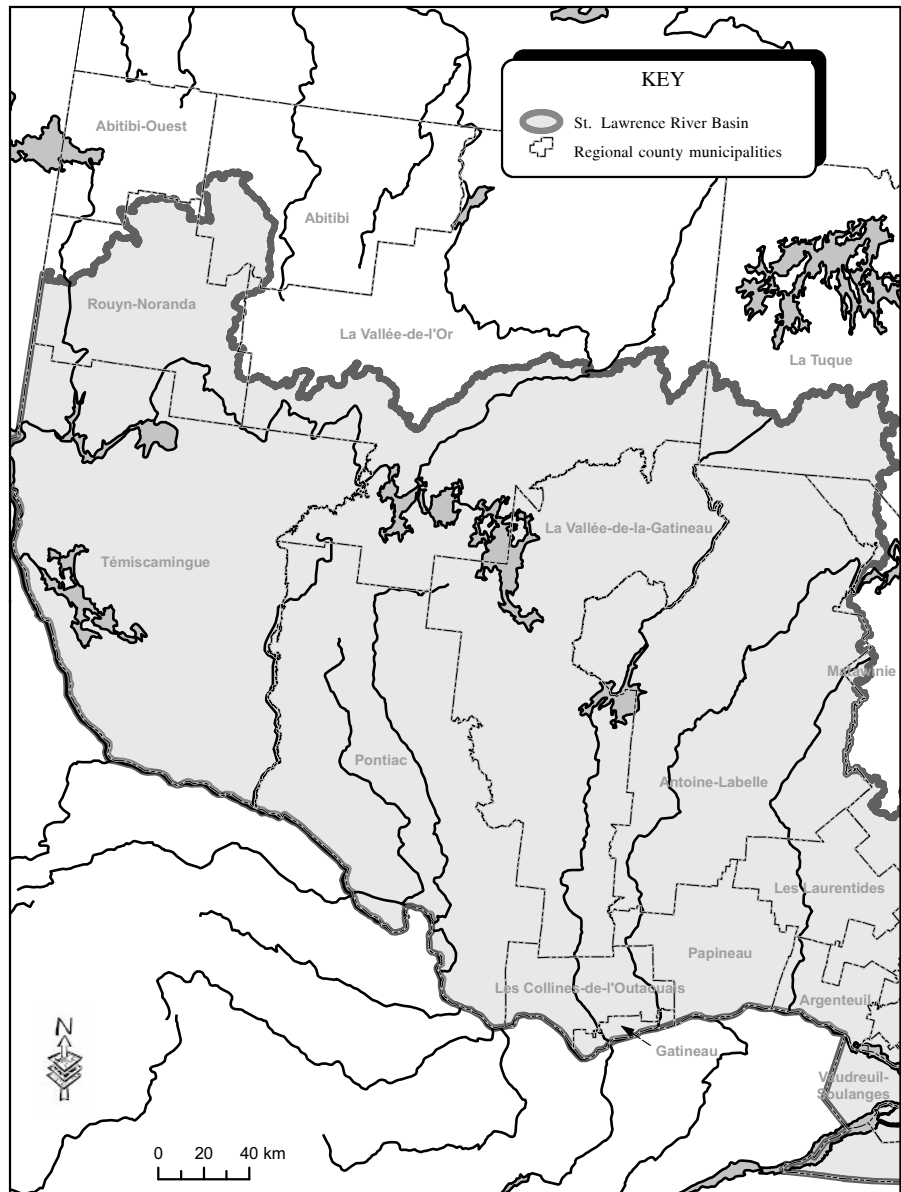 KEY
St. Lawrence River Basin
Regional county municipalities
Abitibi-Ouest
Abitibi
Rouyn-Noranda
La Vallée-de-l'Or
La Tuque
La Vallée-de-la-Gatineau
Témiscamingue
Matawinie
Pontiac
Antoine-Labelle
Les Laurentides
Papineau
Les Collines-de-l'Outaouais
Argenteuil
Gatineau
Vaudreuil-
Soulanges
N
0 20 40 km